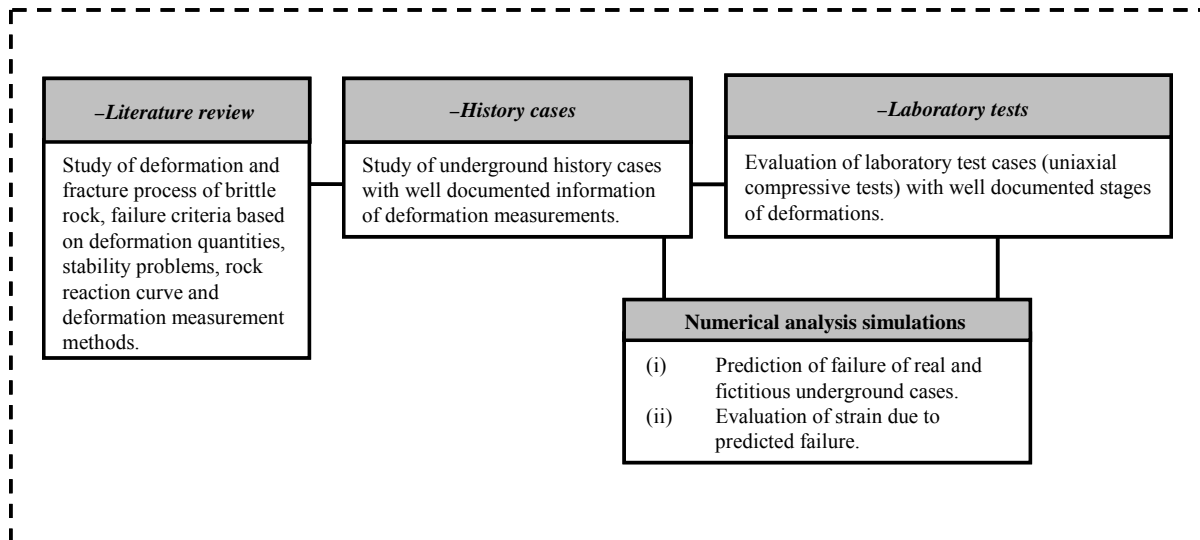 –Literature review
Study of deformation and
fracture process of brittle
rock, failure criteria based
on deformation quantities,
stability problems, rock
reaction curve and
deformation measurement
methods.
–History cases
Study of underground history cases
with well documented information
of deformation measurements.
–Laboratory tests
Evaluation of laboratory test cases (uniaxial
compressive tests) with well documented stages
of deformations.
Numerical analysis simulations
(i) Prediction of failure of real and
fictitious underground cases.
(ii) Evaluation of strain due to
predicted failure.